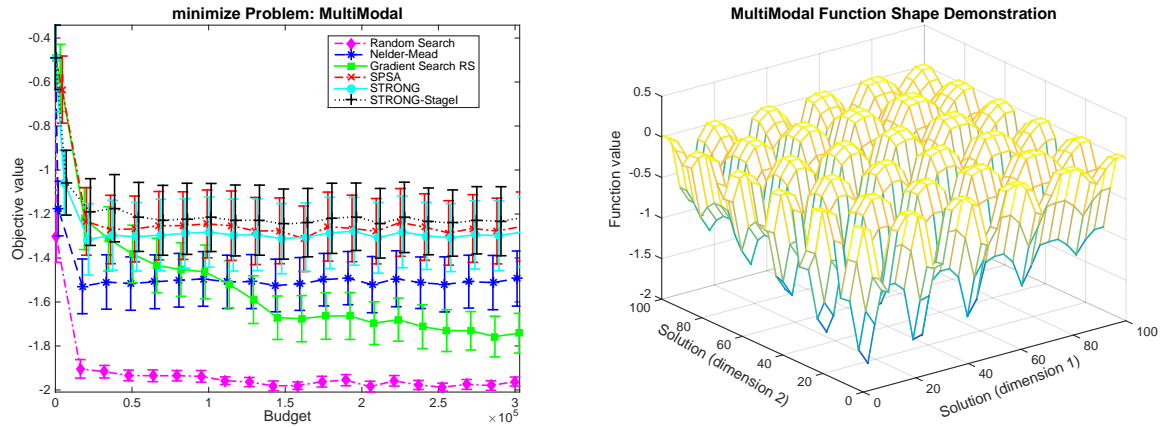 minimize Problem: MultiModal
Objective value
-0.4
-0.6
-0.8
-1
-1.2
-1.4
-1.6
-1.8
-2
Random Search
Nelder-Mead
Gradient Search RS
SPSA
STRONG
STRONG-StageI
0
0.5
1
1.5
2
2.5
3
Budget
×10^5
MultiModal Function Shape Demonstration
Function value
0.5
0
-0.5
-1
-1.5
-2
100
80
60
40
20
0
Solution (dimension 2)
0
20
40
60
80
100
Solution (dimension 1)